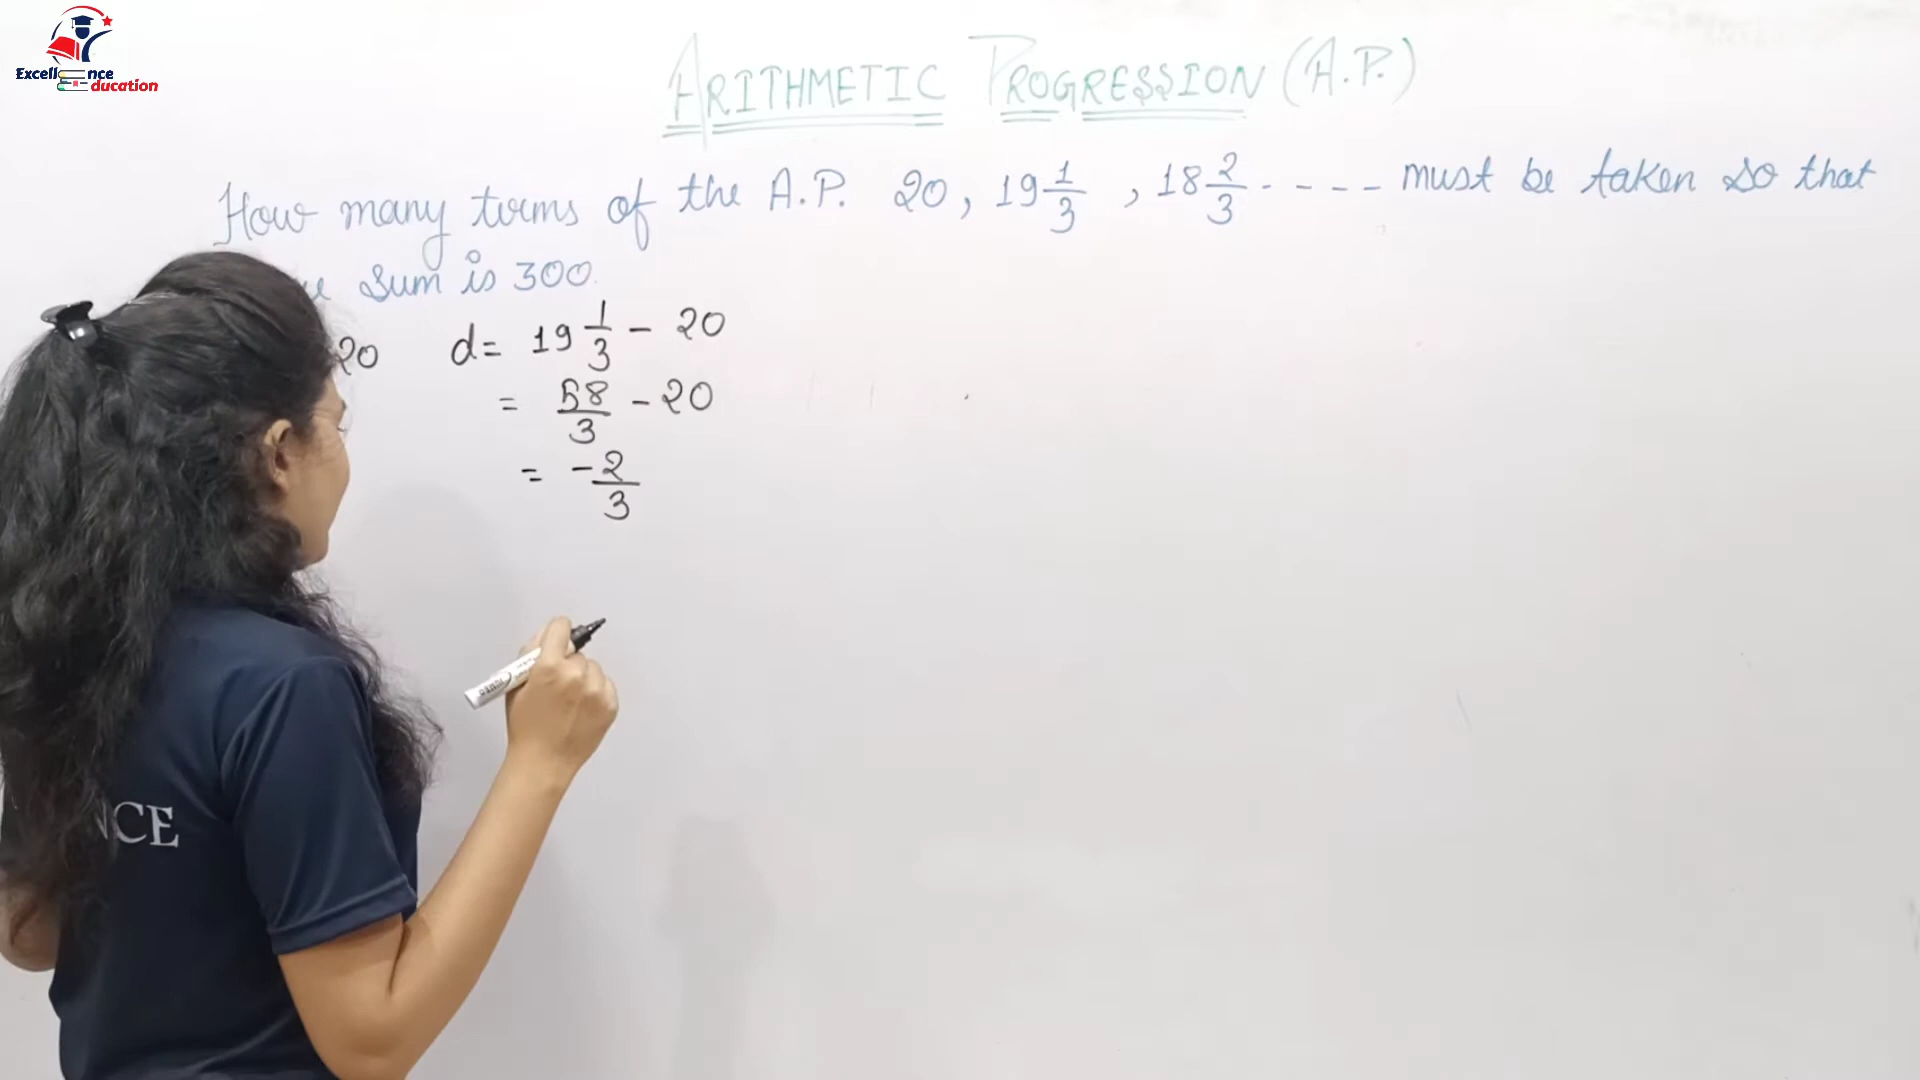 Excellence
Education
ARITHMETIC PROGRESSION (A.P.)
How many terms of the A.P. 20, 19 1/3, 18 2/3 ----- must be taken so that
sum is 300.
20 d = 19 1/3 - 20
= 58/3 - 20
= -2/3
NCE